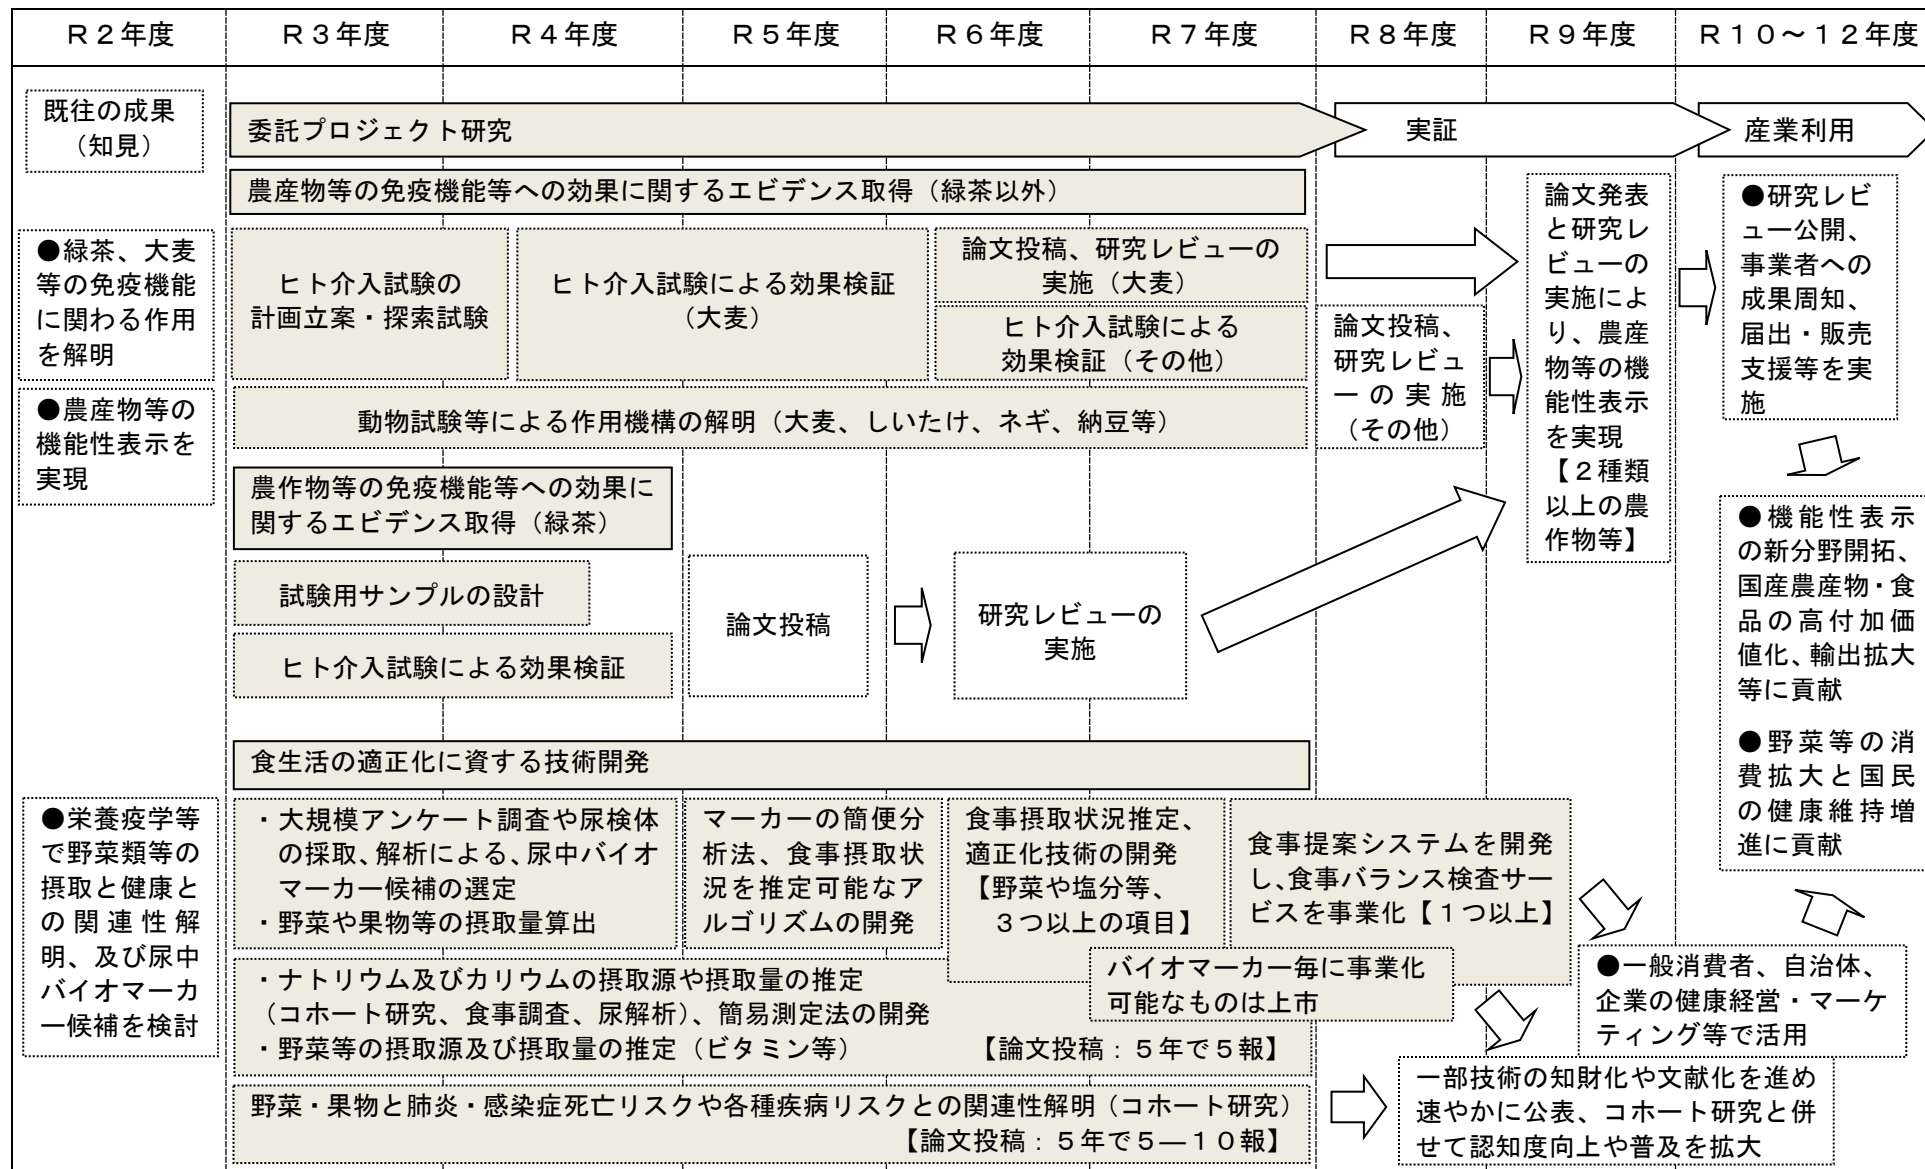 R2年度
R3年度
R4年度
R5年度
R6年度
R7年度
R8年度
R9年度
R10～12年度
既往の成果
（知見）
委託プロジェクト研究
実証
産業利用
農産物等の免疫機能等への効果に関するエビデンス取得（緑茶以外）
●緑茶、大麦
等の免疫機能
に関わる作用
を解明
●農産物等の
機能性表示を
実現
ヒト介入試験の
計画立案・探索試験
ヒト介入試験による効果検証
（大麦）
論文投稿、研究レビューの
実施（大麦）
ヒト介入試験による
効果検証（その他）
動物試験等による作用機構の解明（大麦、しいたけ、ネギ、納豆等）
論文投稿、
研究レビュ
ーの実施
（その他）
論文発表
と研究レ
ビューの
実施によ
り、農産
物等の機
能性表示
を実現
【２種類
以上の農
作物等】
●研究レビ
ュー公開、
事業者への
成果周知、
届出・販売
支援等を実
施
農作物等の免疫機能等への効果に
関するエビデンス取得（緑茶）
試験用サンプルの設計
ヒト介入試験による効果検証
論文投稿
研究レビューの
実施
●機能性表示
の新分野開拓、
国産農産物・食
品の高付加価
値化、輸出拡大
等に貢献
●野菜等の消
費拡大と国民
の健康維持増
進に貢献
食生活の適正化に資する技術開発
●栄養疫学等
で野菜類等の
摂取と健康と
の関連性解
明、及び尿中
バイオマーカ
ー候補を検討
・大規模アンケート調査や尿検体
の採取、解析による、尿中バイオ
マーカー候補の選定
・野菜や果物等の摂取量算出
マーカーの簡便分
析法、食事摂取状
況を推定可能なア
ルゴリズムの開発
食事摂取状況推定、
適正化技術の開発
【野菜や塩分等、
３つ以上の項目】
食事提案システムを開発
し、食事バランス検査サー
ビスを事業化【１つ以上】
バイオマーカー毎に事業化
可能なものは上市
・ナトリウム及びカリウムの摂取源や摂取量の推定
（コホート研究、食事調査、尿解析）、簡易測定法の開発
・野菜等の摂取源及び摂取量の推定（ビタミン等） 【論文投稿：５年で５報】
●一般消費者、自治体、
企業の健康経営・マーケ
ティング等で活用
野菜・果物と肺炎・感染症死亡リスクや各種疾病リスクとの関連性解明（コホート研究）
【論文投稿：５年で５―１０報】
一部技術の知財化や文献化を進め
速やかに公表、コホート研究と併
せて認知度向上や普及を拡大